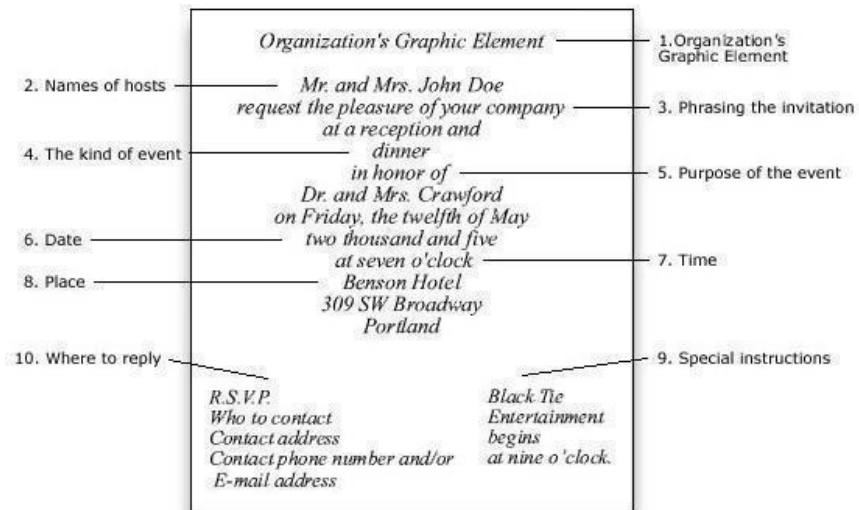 Organization's Graphic Element
1.Organization's
Graphic Element
2. Names of hosts
Mr. and Mrs. John Doe
request the pleasure of your company
3. Phrasing the invitation
at a reception and
4. The kind of event
dinner
in honor of
5. Purpose of the event
Dr. and Mrs. Crawford
on Friday, the twelfth of May
6. Date
two thousand and five
at seven o'clock
7. Time
8. Place
Benson Hotel
309 SW Broadway
Portland
10. Where to reply
9. Special instructions
R.S.V.P.
Who to contact
Contact address
Contact phone number and/or
E-mail address
Black Tie
Entertainment
begins
at nine o'clock.